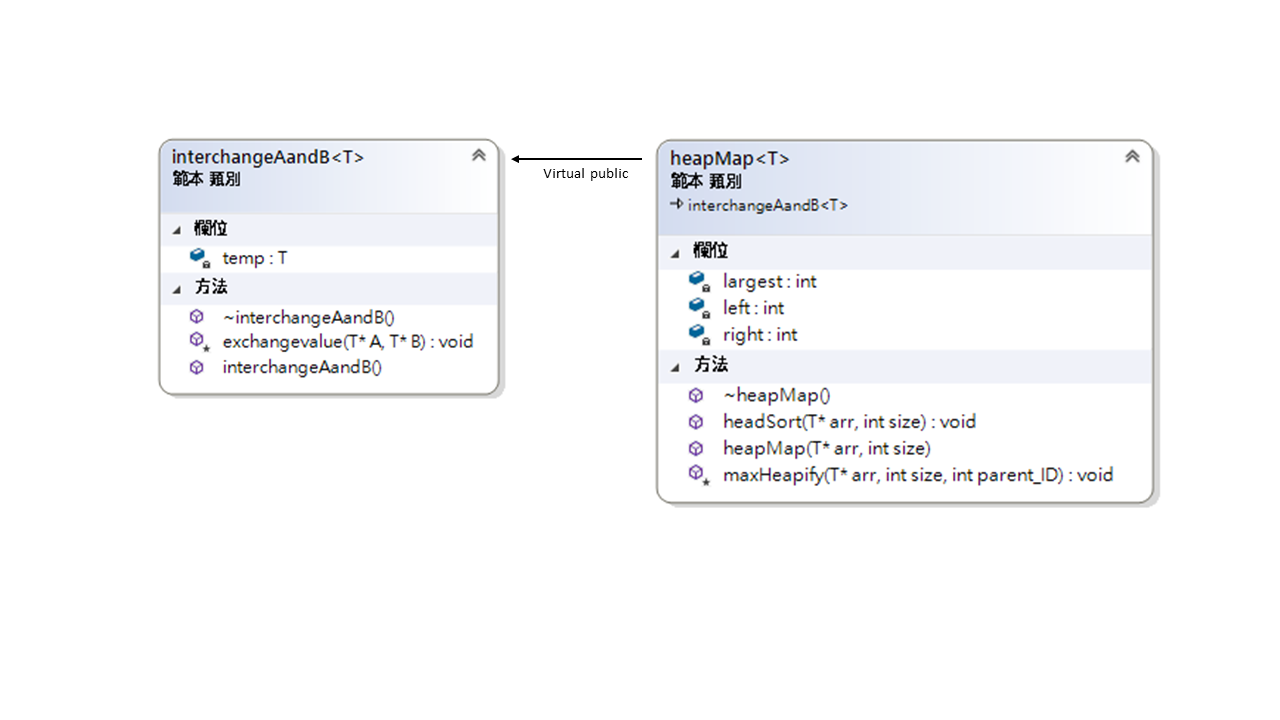 interchangeAandB<T>
範本 類別
欄位
temp : T
方法
~interchangeAandB()
exchangevalue(T* A, T* B) : void
interchangeAandB()
Virtual public
heapMap<T>
範本 類別
interchangeAandB<T>
欄位
largest : int
left : int
right : int
方法
~heapMap()
headSort(T* arr, int size) : void
heapMap(T* arr, int size)
maxHeapify(T* arr, int size, int parent_ID) : void